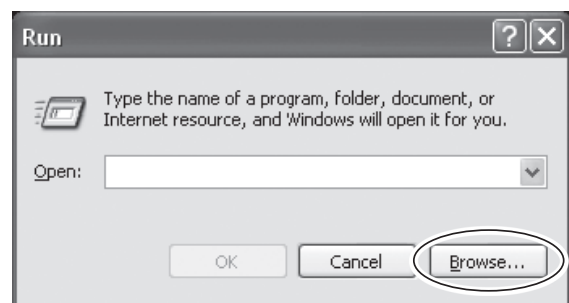 Run
Type the name of a program, folder, document, or
Internet resource, and Windows will open it for you.
Open:
OK Cancel Browse...